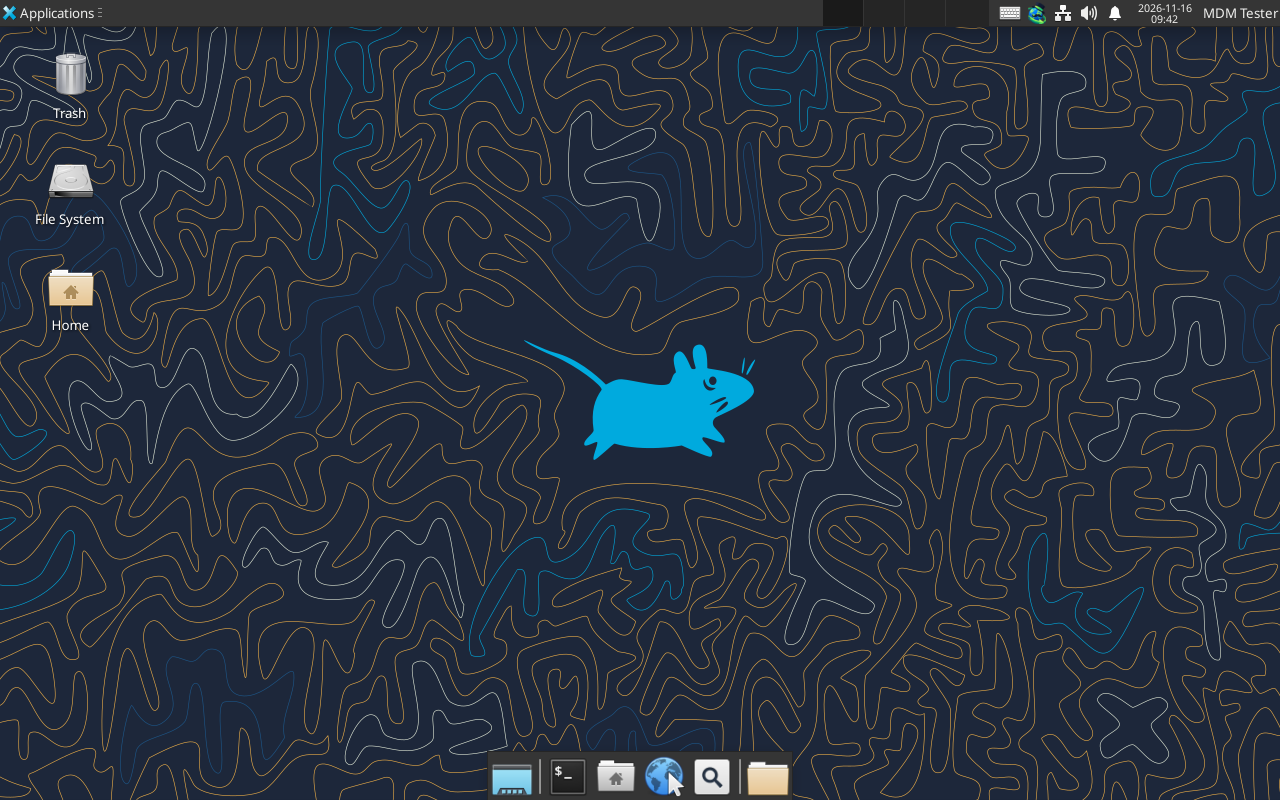 Applications
2026-11-16
09:42
MDM Tester
Trash
File System
Home
$_